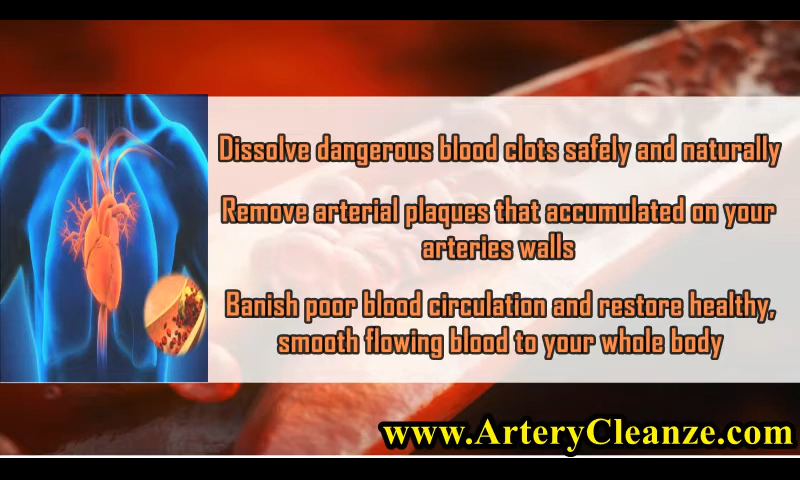 Dissolve dangerous blood clots safely and naturally
Remove arterial plaques that accumulated on your
arteries walls
Banish poor blood circulation and restore healthy,
smooth flowing blood to your whole body
www.ArteryCleanze.com